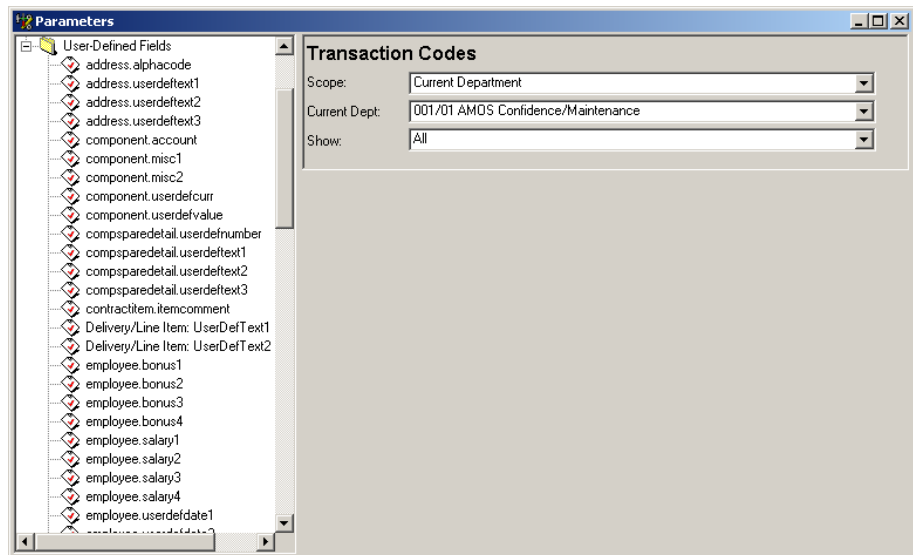 Parameters
User-Defined Fields
address.alphacode
address.userdeftext1
address.userdeftext2
address.userdeftext3
component.account
component.misc1
component.misc2
component.userdefcurr
component.userdefvalue
compsparedetail.userdefnumber
compsparedetail.userdeftext1
compsparedetail.userdeftext2
compsparedetail.userdeftext3
contractitem.itemcomment
Delivery/Line Item: UserDefText1
Delivery/Line Item: UserDefText2
employee.bonus1
employee.bonus2
employee.bonus3
employee.bonus4
employee.salary1
employee.salary2
employee.salary3
employee.salary4
employee.userdefdate1
Transaction Codes
Scope: Current Department
Current Dept: 001/01 AMOS Confidence/Maintenance
Show: All